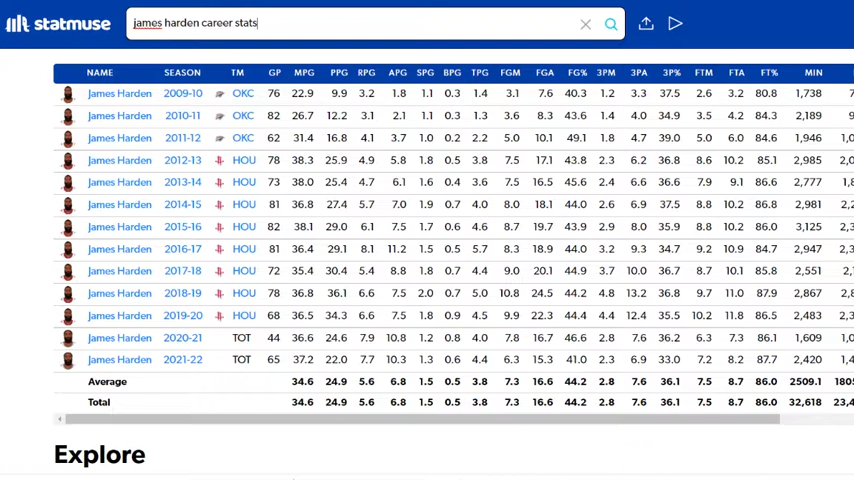 statmuse
james harden career stats
NAME SEASON TM GP MPG PPG RPG APG SPG BPG TPG FGM FGA FG% 3PM 3PA 3P% FTM FTA FT% MIN
James Harden 2009-10 OKC 76 22.9 9.9 3.2 1.8 1.1 0.3 1.4 3.1 7.6 40.3 1.2 3.3 37.5 2.6 3.2 80.8 1,738
James Harden 2010-11 OKC 82 26.7 12.2 3.1 2.1 1.1 0.3 1.3 3.6 8.3 43.6 1.4 4.0 34.9 3.5 4.2 84.3 2,189
James Harden 2011-12 OKC 62 31.4 16.8 4.1 3.7 1.0 0.2 2.2 5.0 10.1 49.1 1.8 4.7 39.0 5.0 6.0 84.6 1,946
James Harden 2012-13 HOU 78 38.3 25.9 4.9 5.8 1.8 0.5 3.8 7.5 17.1 43.8 2.3 6.2 36.8 8.6 10.2 85.1 2,985
James Harden 2013-14 HOU 73 38.0 25.4 4.7 6.1 1.6 0.4 3.6 7.5 16.5 45.6 2.4 6.6 36.6 7.9 9.1 86.6 2,777
James Harden 2014-15 HOU 81 36.8 27.4 5.7 7.0 1.9 0.7 4.0 8.0 18.1 44.0 2.6 6.9 37.5 8.8 10.2 86.8 2,981
James Harden 2015-16 HOU 82 38.1 29.0 6.1 7.5 1.7 0.6 4.6 8.7 19.7 43.9 2.9 8.0 35.9 8.8 10.2 86.0 3,125
James Harden 2016-17 HOU 81 36.4 29.1 8.1 11.2 1.5 0.5 5.7 8.3 18.9 44.0 3.2 9.3 34.7 9.2 10.9 84.7 2,947
James Harden 2017-18 HOU 72 35.4 30.4 5.4 8.8 1.8 0.7 4.4 9.0 20.1 44.9 3.7 10.0 36.7 8.7 10.1 85.8 2,551
James Harden 2018-19 HOU 78 36.8 36.1 6.6 7.5 2.0 0.7 5.0 10.8 24.5 44.2 4.8 13.2 36.8 9.7 11.0 87.9 2,867
James Harden 2019-20 HOU 68 36.5 34.3 6.6 7.5 1.8 0.9 4.5 9.9 22.3 44.4 4.4 12.4 35.5 10.2 11.8 86.5 2,483
James Harden 2020-21 TOT 44 36.6 24.6 7.9 10.8 1.2 0.8 4.0 7.8 16.7 46.6 2.8 7.6 36.2 6.3 7.3 86.1 1,609
James Harden 2021-22 TOT 65 37.2 22.0 7.7 10.3 1.3 0.6 4.4 6.3 15.3 41.0 2.3 6.9 33.0 7.2 8.2 87.7 2,420
Average 34.6 24.9 5.6 6.8 1.5 0.5 3.8 7.3 16.6 44.2 2.8 7.6 36.1 7.5 8.7 86.0 2509.1
Total 34.6 24.9 5.6 6.8 1.5 0.5 3.8 7.3 16.6 44.2 2.8 7.6 36.1 7.5 8.7 86.0 32,618
Explore